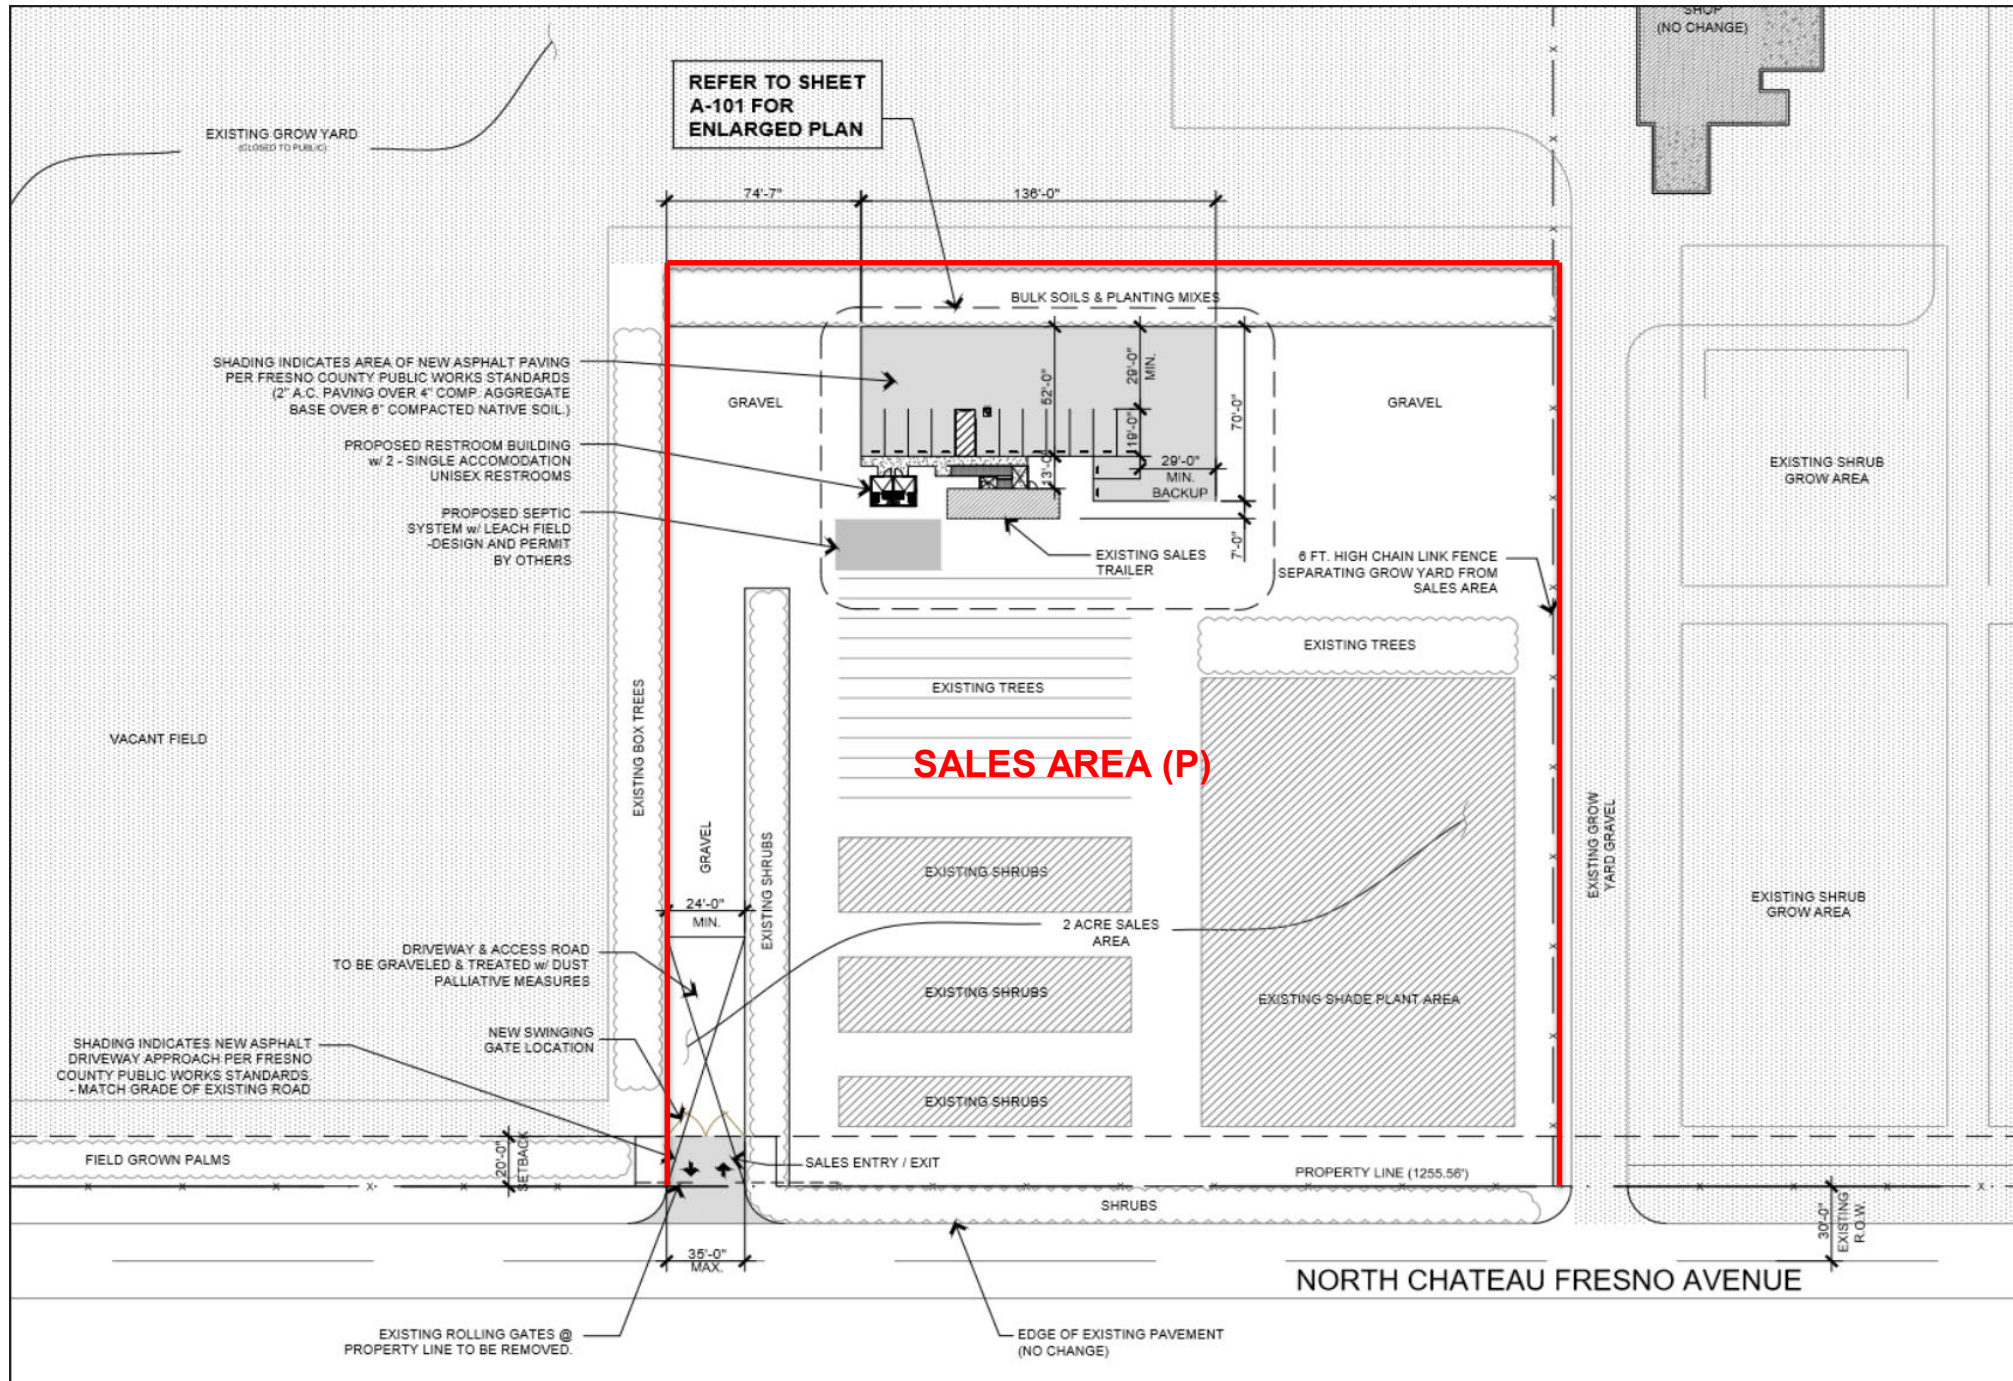 SHOP
(NO CHANGE)
REFER TO SHEET
A-101 FOR
ENLARGED PLAN
EXISTING GROW YARD
(CLOSED TO PUBLIC)
74'-7"
136'-0"
BULK SOILS & PLANTING MIXES
SHADING INDICATES AREA OF NEW ASPHALT PAVING
PER FRESNO COUNTY PUBLIC WORKS STANDARDS
(2" A.C. PAVING OVER 4" COMP. AGGREGATE
BASE OVER 6" COMPACTED NATIVE SOIL.)
GRAVEL
52'-0"
29'-0"
MIN.
19'-0"
70'-0"
GRAVEL
PROPOSED RESTROOM BUILDING
w/ 2 - SINGLE ACCOMODATION
UNISEX RESTROOMS
13'-0"
29'-0"
MIN.
BACKUP
EXISTING SHRUB
GROW AREA
PROPOSED SEPTIC
SYSTEM w/ LEACH FIELD
-DESIGN AND PERMIT
BY OTHERS
EXISTING SALES
TRAILER
7'-0"
6 FT. HIGH CHAIN LINK FENCE
SEPARATING GROW YARD FROM
SALES AREA
EXISTING TREES
EXISTING TREES
EXISTING BOX TREES
VACANT FIELD
SALES AREA (P)
GRAVEL
EXISTING SHRUBS
EXISTING SHRUBS
EXISTING GROW
YARD GRAVEL
24'-0"
MIN.
2 ACRE SALES
AREA
EXISTING SHRUB
GROW AREA
DRIVEWAY & ACCESS ROAD
TO BE GRAVELED & TREATED w/ DUST
PALLIATIVE MEASURES
EXISTING SHRUBS
EXISTING SHADE PLANT AREA
NEW SWINGING
GATE LOCATION
SHADING INDICATES NEW ASPHALT
DRIVEWAY APPROACH PER FRESNO
COUNTY PUBLIC WORKS STANDARDS.
- MATCH GRADE OF EXISTING ROAD
EXISTING SHRUBS
FIELD GROWN PALMS
20'-0"
SETBACK
SALES ENTRY / EXIT
PROPERTY LINE (1255.56')
SHRUBS
30'-0"
EXISTING
R.O.W.
35'-0"
MAX.
NORTH CHATEAU FRESNO AVENUE
EXISTING ROLLING GATES @
PROPERTY LINE TO BE REMOVED.
EDGE OF EXISTING PAVEMENT
(NO CHANGE)